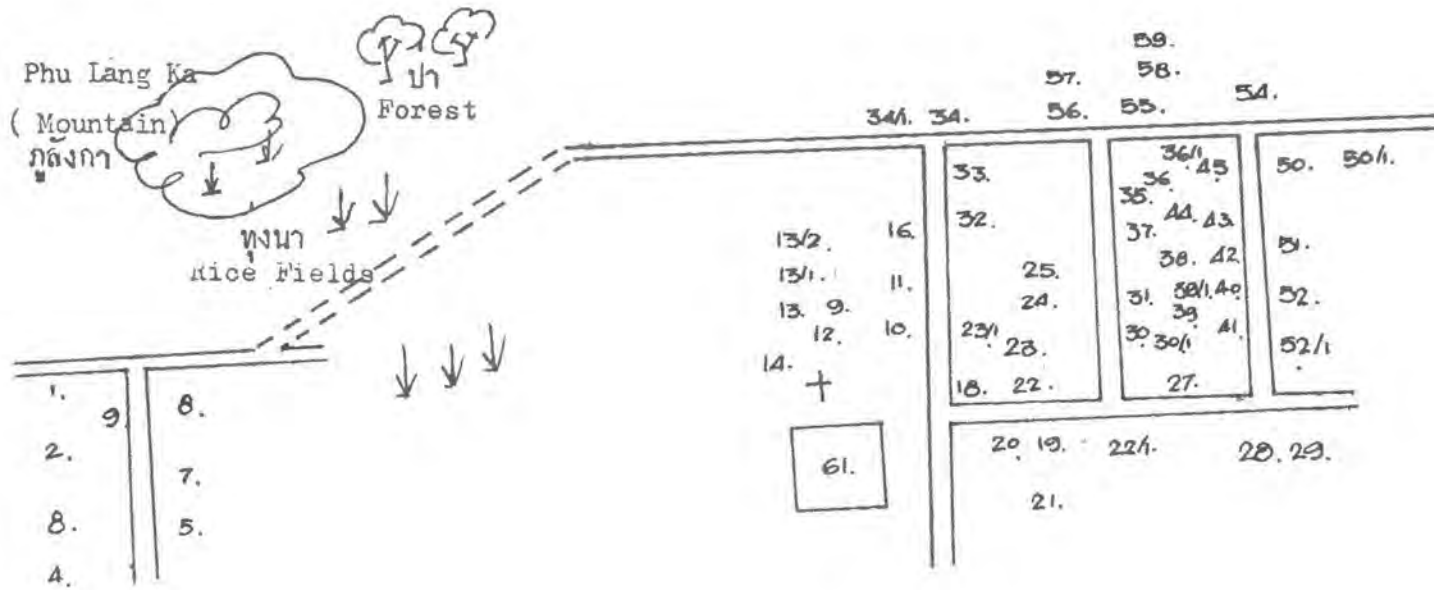 Phu Lang Ka
( Mountain)
ภูลังกา
ป่า
Forest
ทุ่งนา
Rice Fields
59.
57. 58.
34/1. 34. 56. 55. 54.
33. 36/1 45 50. 50/1.
36.
35.
32. 44. 43.
13/2. 16. 37. 51.
38. 42
13/1. 11. 25.
24. 31. 38/1. 40 52.
13. 9. 39
12. 10. 23/1 30. 30/1 41. 52/1
23.
14. 18. 22. 27.
1. 9 8.
2. 61. 20. 19. 22/1. 28. 29.
7.
21.
8. 5.
4.